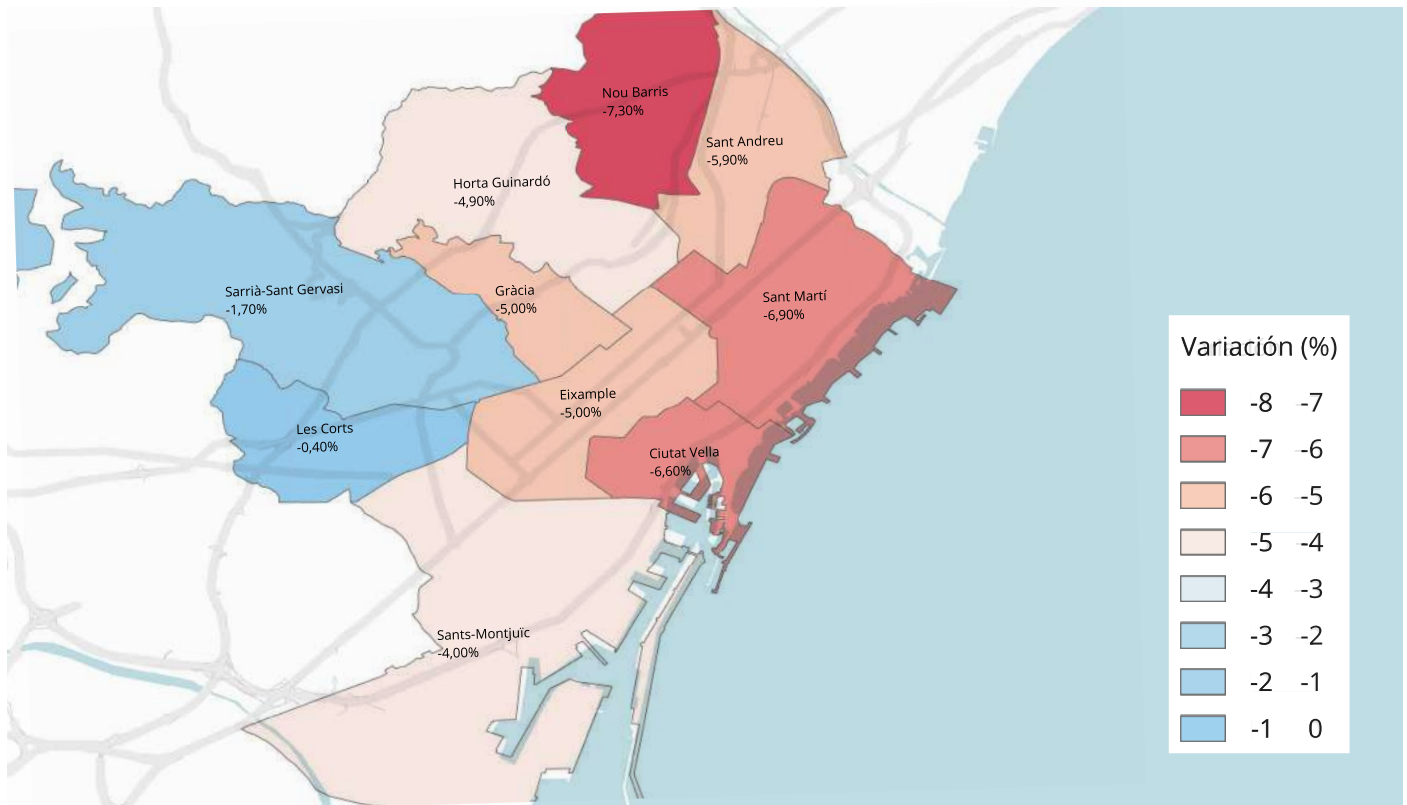 Nou Barris
-7,30%
Sant Andreu
-5,90%
Horta Guinardó
-4,90%
Sarrià-Sant Gervasi
-1,70%
Gràcia
-5,00%
Sant Martí
-6,90%
Eixample
-5,00%
Les Corts
-0,40%
Ciutat Vella
-6,60%
Sants-Montjuïc
-4,00%
Variación (%)
-8 -7
-7 -6
-6 -5
-5 -4
-4 -3
-3 -2
-2 -1
-1 0